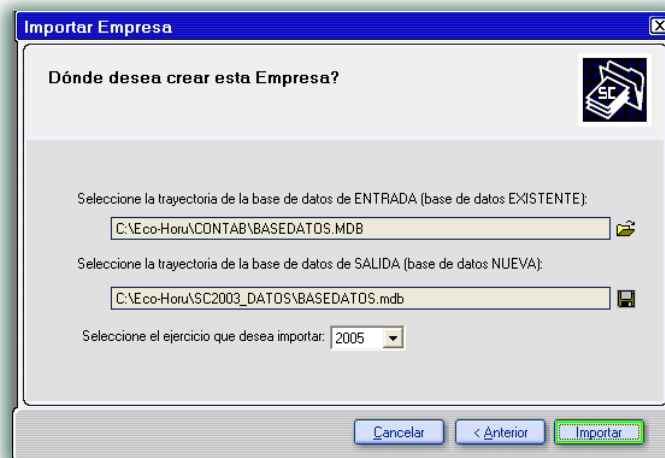 Importar Empresa
Dónde desea crear esta Empresa?
SC
Seleccione la trayectoria de la base de datos de ENTRADA (base de datos EXISTENTE):
C:\Eco-Horu\CONTAB\BASEDATOS.MDB
Seleccione la trayectoria de la base de datos de SALIDA (base de datos NUEVA):
C:\Eco-Horu\SC2003_DATOS\BASEDATOS.mdb
Seleccione el ejercicio que desea importar: 2005
Cancelar < Anterior Importar